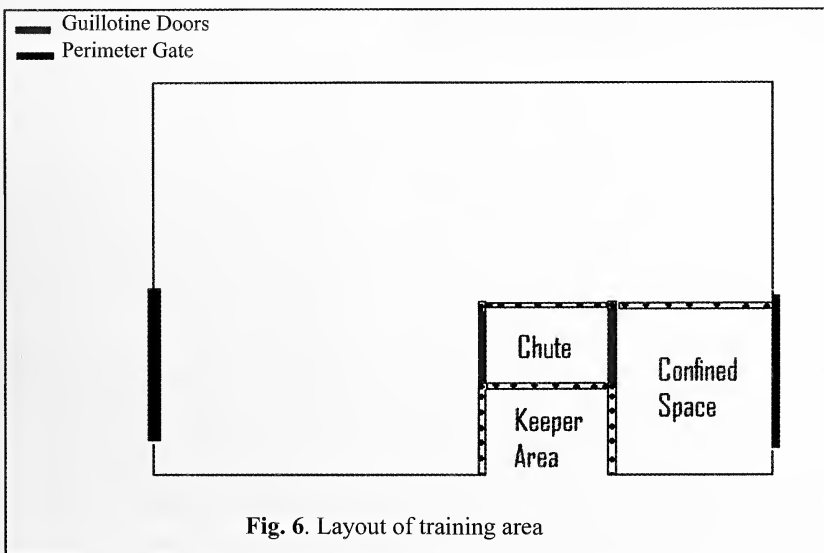 Guillotine Doors
Perimeter Gate
Chute
Confined
Space
Keeper
Area
Fig. 6. Layout of training area